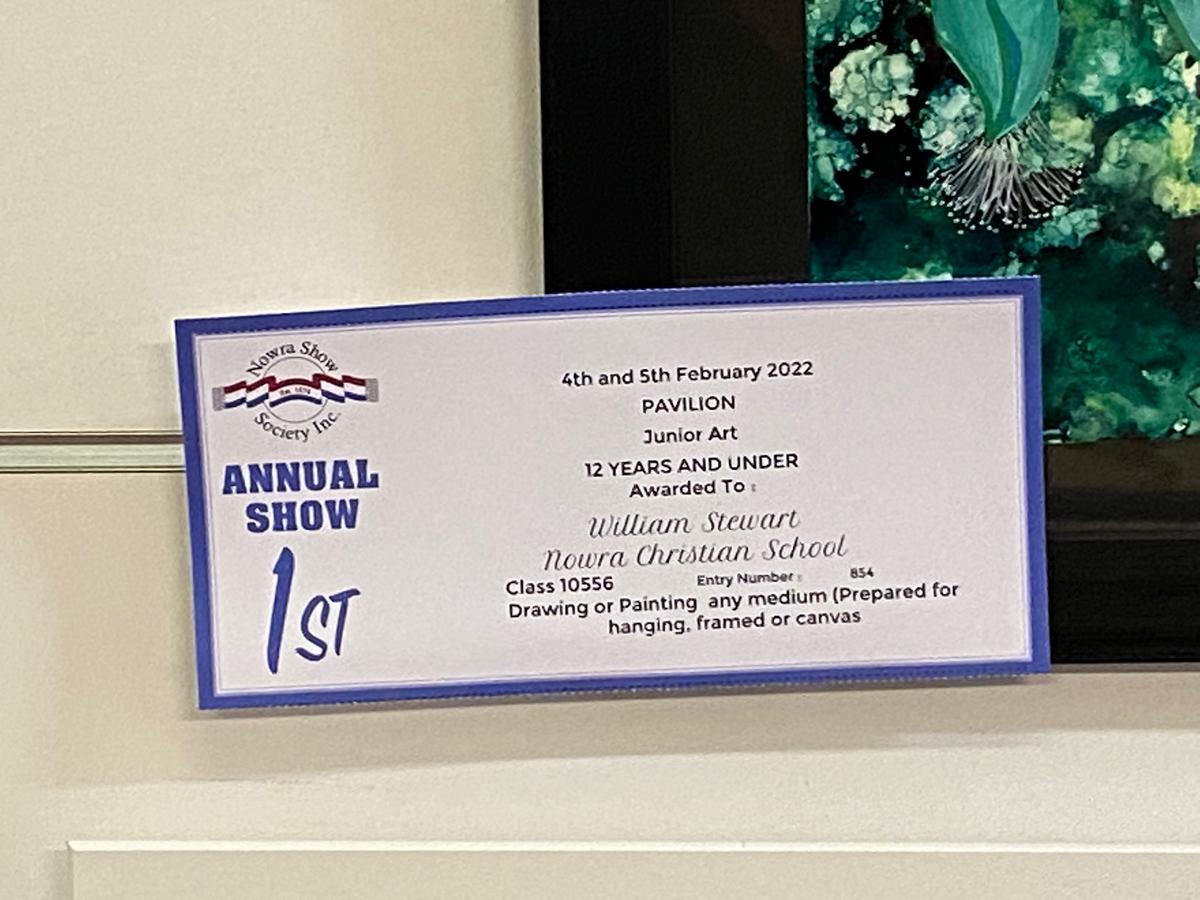 Nowra Show
Society Inc.
ANNUAL
SHOW
1ST
4th and 5th February 2022
PAVILION
Junior Art
12 YEARS AND UNDER
Awarded To :
William Stewart
Nowra Christian School
Class 10556 Entry Number : 854
Drawing or Painting any medium (Prepared for
hanging, framed or canvas